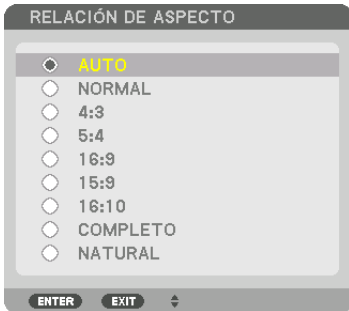 RELACIÓN DE ASPECTO
AUTO
NORMAL
4:3
5:4
16:9
15:9
16:10
COMPLETO
NATURAL
ENTER EXIT